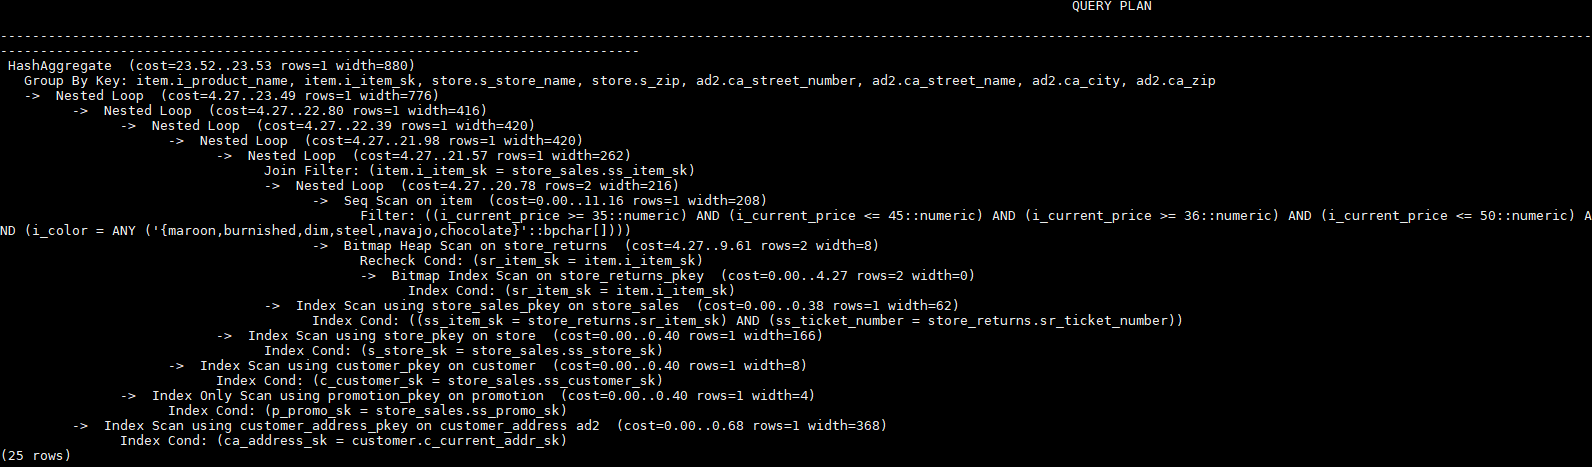 QUERY PLAN
------------------------------------------------------------------------------------------------------------------------------------------------------------------------------------------------------
--------------------------------------------------------------------------------
HashAggregate  (cost=23.52..23.53 rows=1 width=880)
Group By Key: item.i_product_name, item.i_item_sk, store.s_store_name, store.s_zip, ad2.ca_street_number, ad2.ca_street_name, ad2.ca_city, ad2.ca_zip
->  Nested Loop  (cost=4.27..23.49 rows=1 width=776)
->  Nested Loop  (cost=4.27..22.80 rows=1 width=416)
->  Nested Loop  (cost=4.27..22.39 rows=1 width=420)
->  Nested Loop  (cost=4.27..21.98 rows=1 width=420)
->  Nested Loop  (cost=4.27..21.57 rows=1 width=262)
Join Filter: (item.i_item_sk = store_sales.ss_item_sk)
->  Nested Loop  (cost=4.27..20.78 rows=2 width=216)
->  Seq Scan on item  (cost=0.00..11.16 rows=1 width=208)
Filter: ((i_current_price >= 35::numeric) AND (i_current_price <= 45::numeric) AND (i_current_price >= 36::numeric) AND (i_current_price <= 50::numeric) A
ND (i_color = ANY ('{maroon,burnished,dim,steel,navajo,chocolate}'::bpchar[])))
->  Bitmap Heap Scan on store_returns  (cost=4.27..9.61 rows=2 width=8)
Recheck Cond: (sr_item_sk = item.i_item_sk)
->  Bitmap Index Scan on store_returns_pkey  (cost=0.00..4.27 rows=2 width=0)
Index Cond: (sr_item_sk = item.i_item_sk)
->  Index Scan using store_sales_pkey on store_sales  (cost=0.00..0.38 rows=1 width=62)
Index Cond: ((ss_item_sk = store_returns.sr_item_sk) AND (ss_ticket_number = store_returns.sr_ticket_number))
->  Index Scan using store_pkey on store  (cost=0.00..0.40 rows=1 width=166)
Index Cond: (s_store_sk = store_sales.ss_store_sk)
->  Index Scan using customer_pkey on customer  (cost=0.00..0.40 rows=1 width=8)
Index Cond: (c_customer_sk = store_sales.ss_customer_sk)
->  Index Only Scan using promotion_pkey on promotion  (cost=0.00..0.40 rows=1 width=4)
Index Cond: (p_promo_sk = store_sales.ss_promo_sk)
->  Index Scan using customer_address_pkey on customer_address ad2  (cost=0.00..0.68 rows=1 width=368)
Index Cond: (ca_address_sk = customer.c_current_addr_sk)
(25 rows)